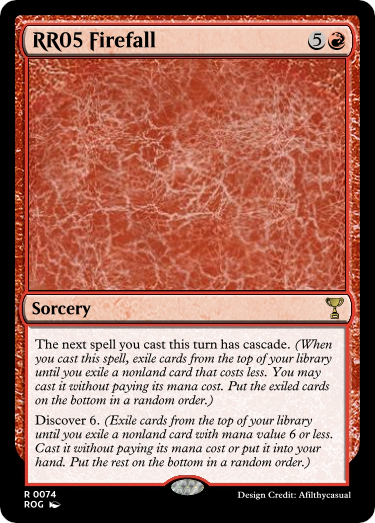 RR05 Firefall
5
Sorcery
The next spell you cast this turn has cascade. (When
you cast this spell, exile cards from the top of your library
until you exile a nonland card that costs less. You may
cast it without paying its mana cost. Put the exiled cards
on the bottom in a random order.)
Discover 6. (Exile cards from the top of your library
until you exile a nonland card with mana value 6 or less.
Cast it without paying its mana cost or put it into your
hand. Put the rest on the bottom in a random order.)
R 0074
ROG
Design Credit: Afilthycasual